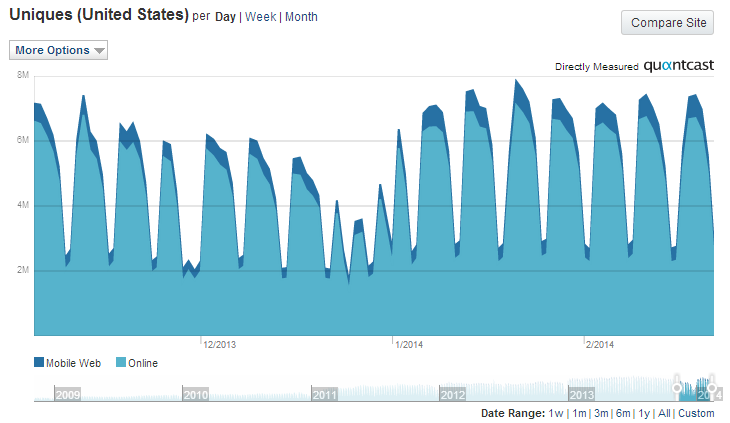 Uniques (United States) per Day | Week | Month
Compare Site
More Options
Directly Measured quantcast
8M
6M
4M
2M
12/2013
1/2014
2/2014
Mobile Web Online
2009 2010 2011 2012 2013 2014
Date Range: 1w | 1m | 3m | 6m | 1y | All | Custom